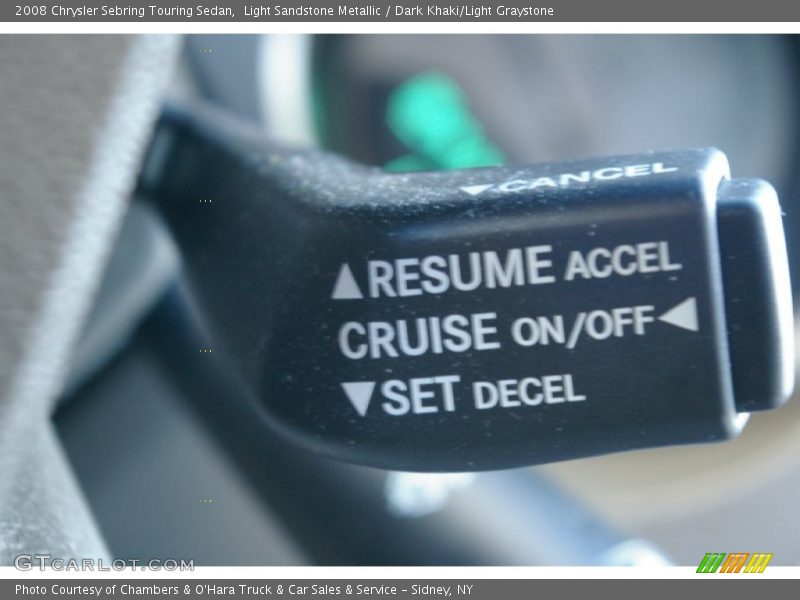 2008 Chrysler Sebring Touring Sedan,  Light Sandstone Metallic / Dark Khaki/Light Graystone
▼CANCEL
▲RESUME ACCEL
CRUISE ON/OFF◀
▼SET DECEL
GTCARLOT.COM
Photo Courtesy of Chambers & O'Hara Truck & Car Sales & Service - Sidney, NY